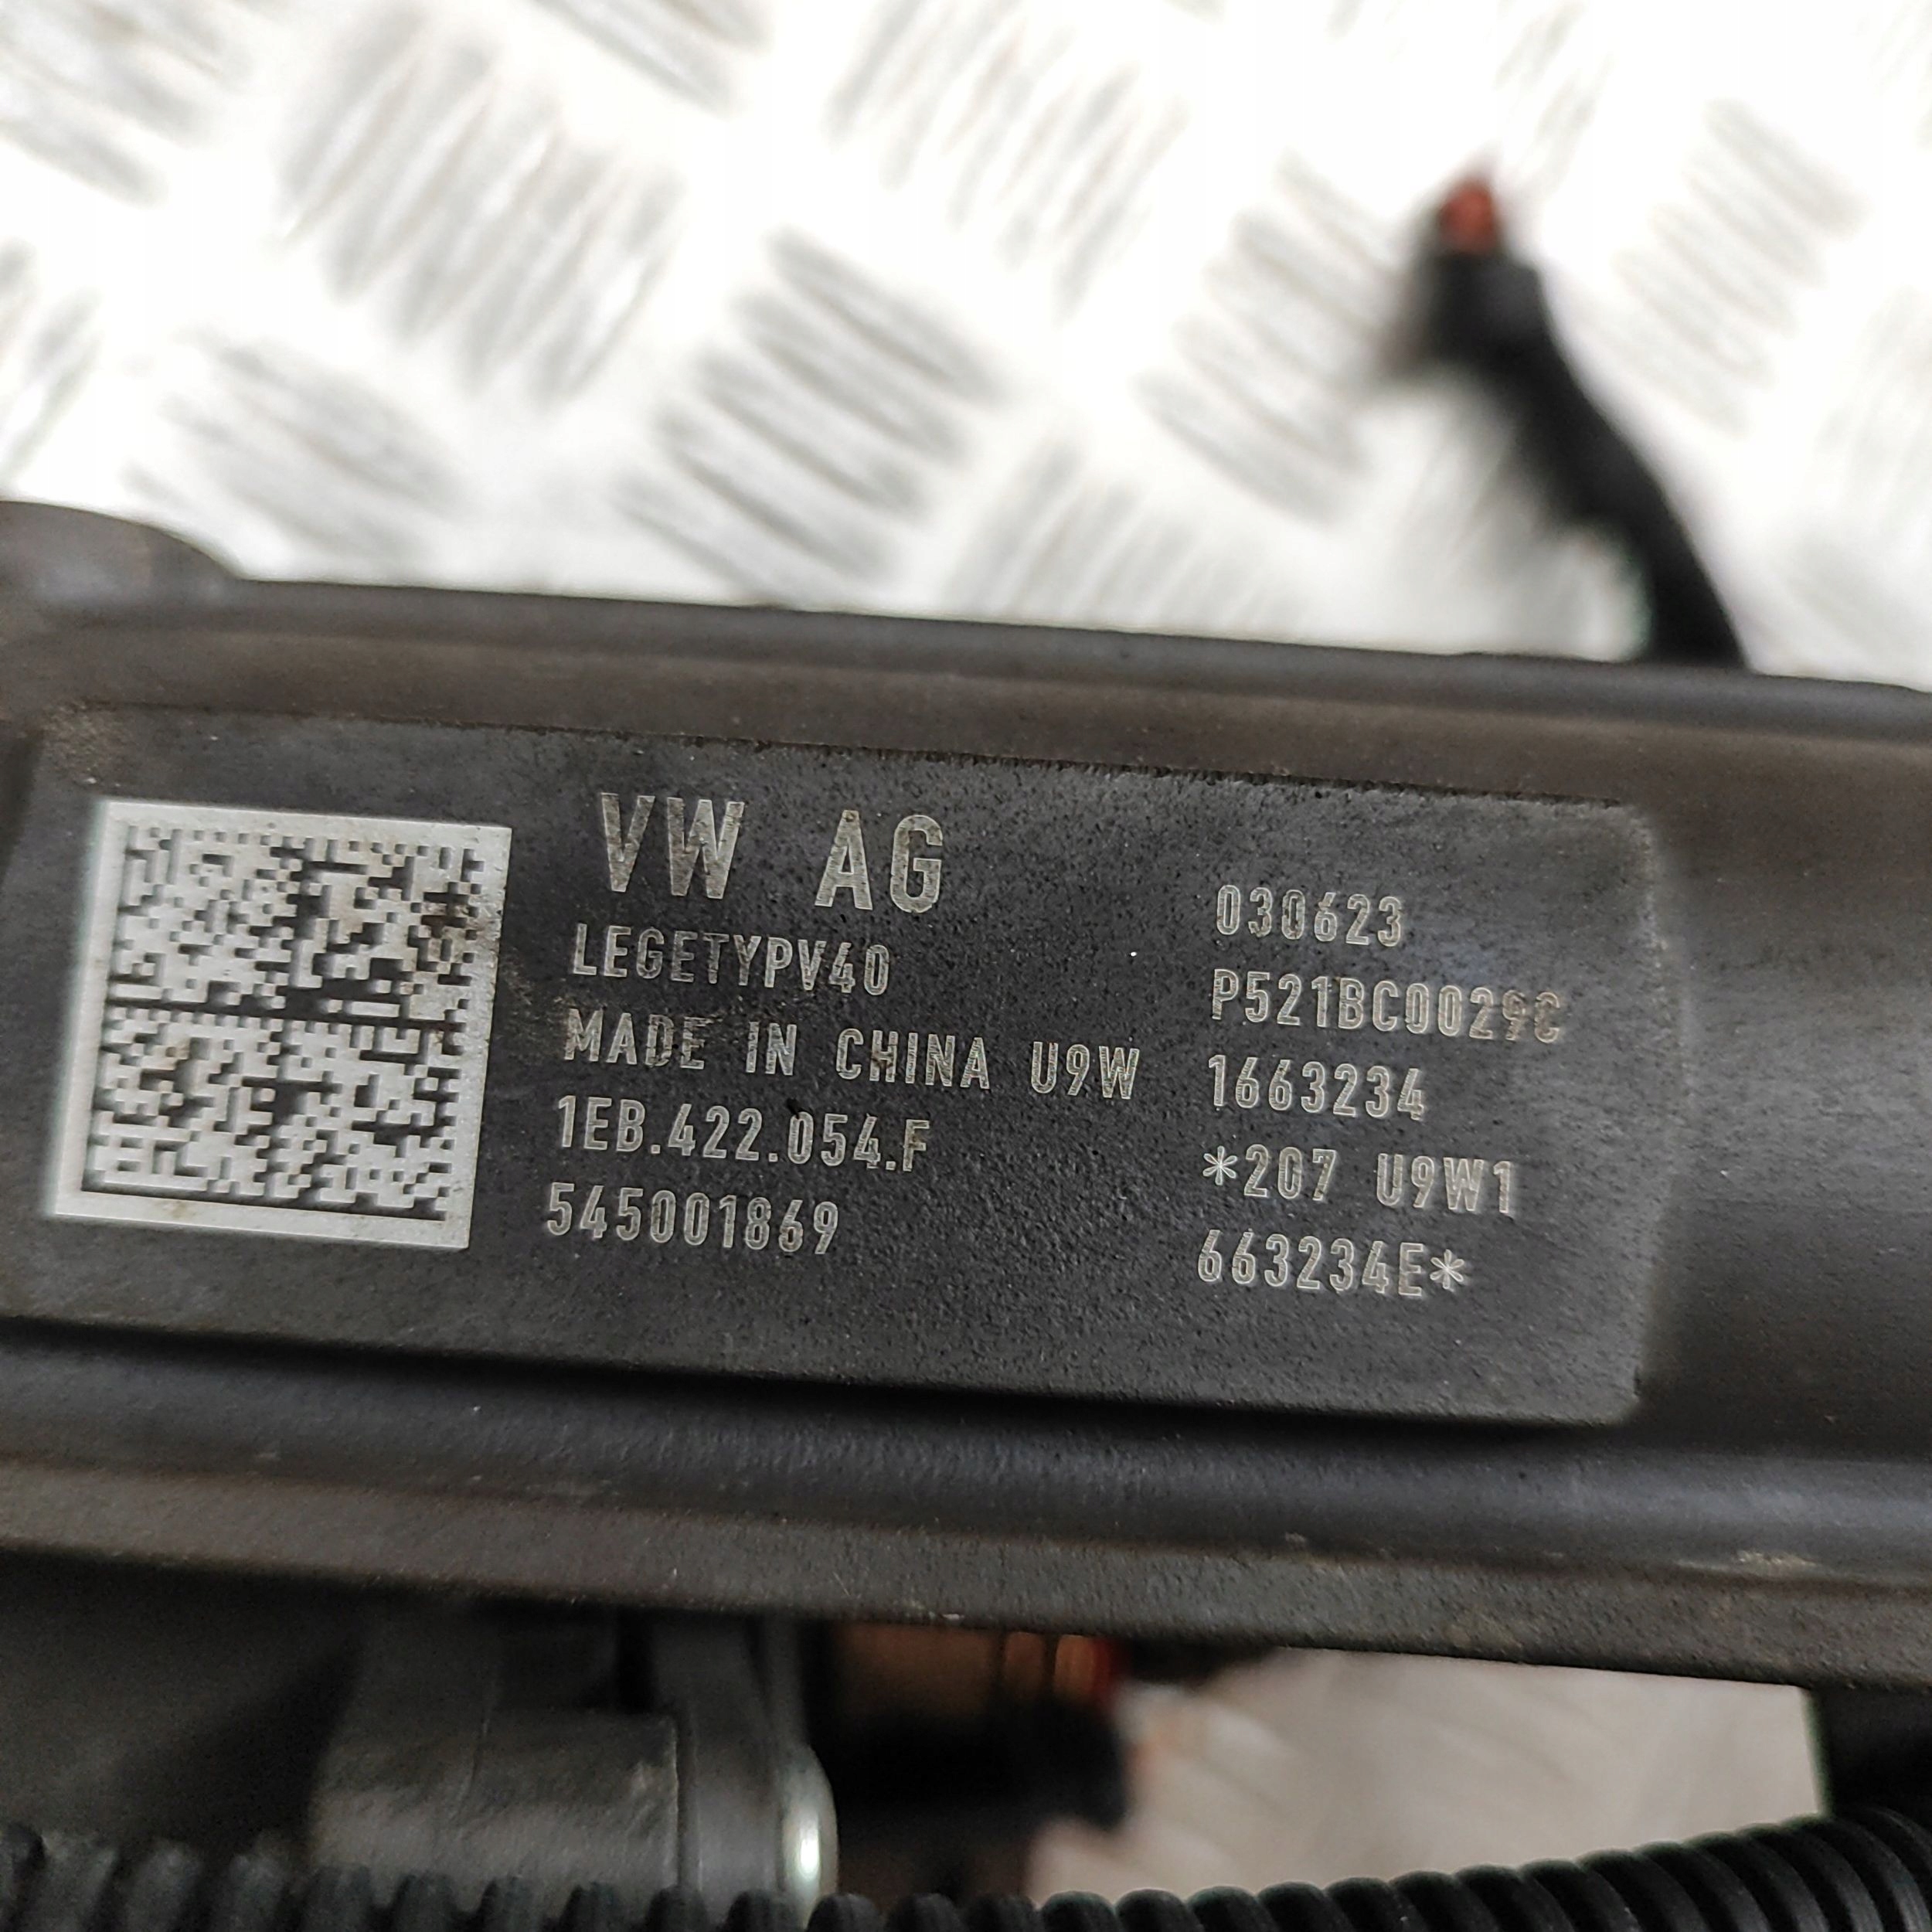 VW AG
LEGETYPV40
MADE IN CHINA U9W
1EB.422.054.F
545001869
030623
P521BC0029C
1663234
*207 U9W1
663234E*